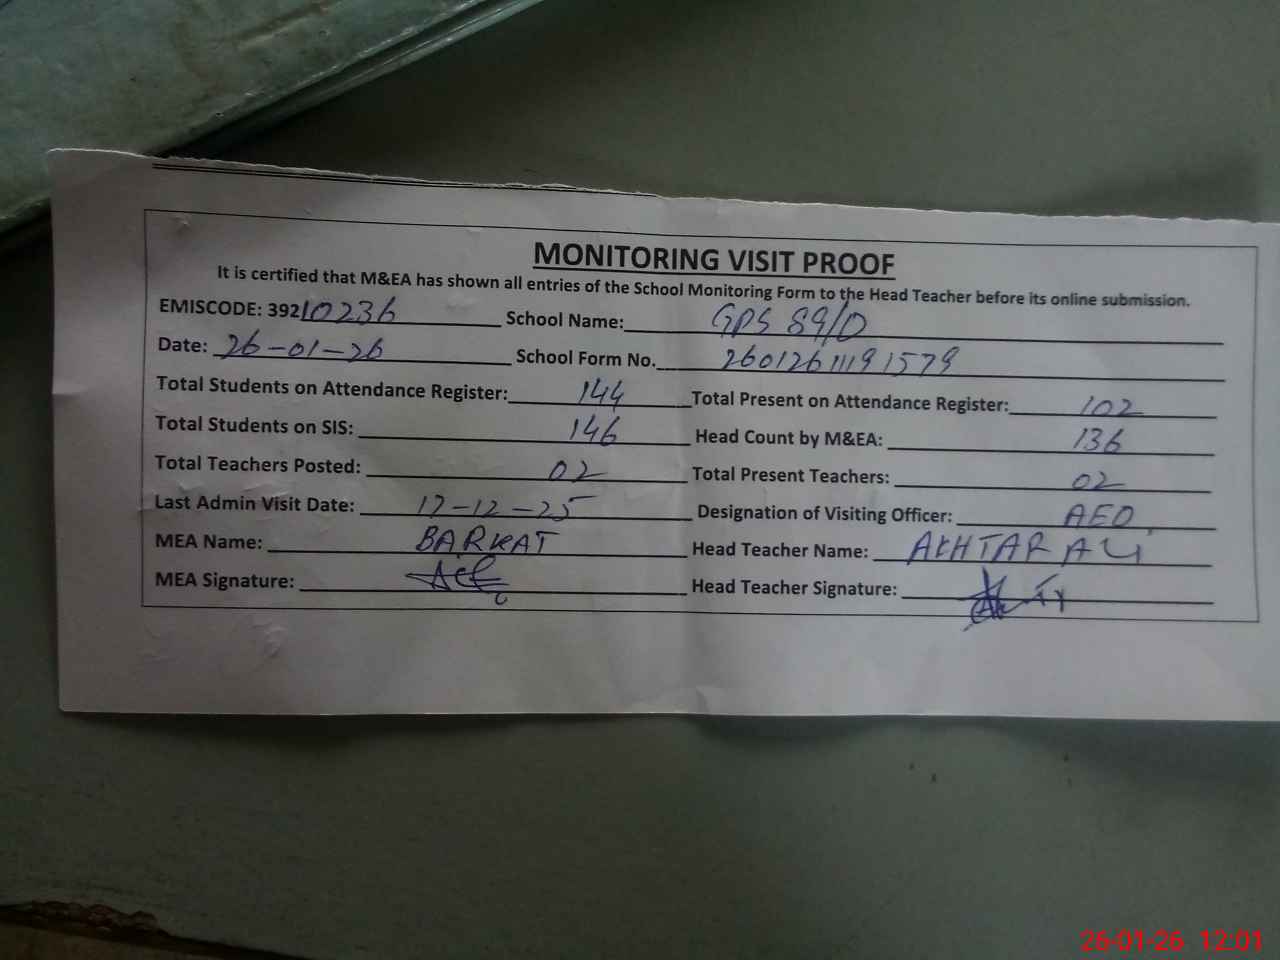 MONITORING VISIT PROOF
It is certified that M&EA has shown all entries of the School Monitoring Form to the Head Teacher before its online submission.
EMISCODE: 39210236 School Name: GPS 89/D
Date: 26-01-26 School Form No. 26012611191579
Total Students on Attendance Register: 144 Total Present on Attendance Register: 102
Total Students on SIS: 146 Head Count by M&EA: 136
Total Teachers Posted: 02 Total Present Teachers: 02
Last Admin Visit Date: 17-12-25 Designation of Visiting Officer: AEO
MEA Name: BARKAT Head Teacher Name: AKHTAR ALI
MEA Signature: Head Teacher Signature:
26-01-26 12:01